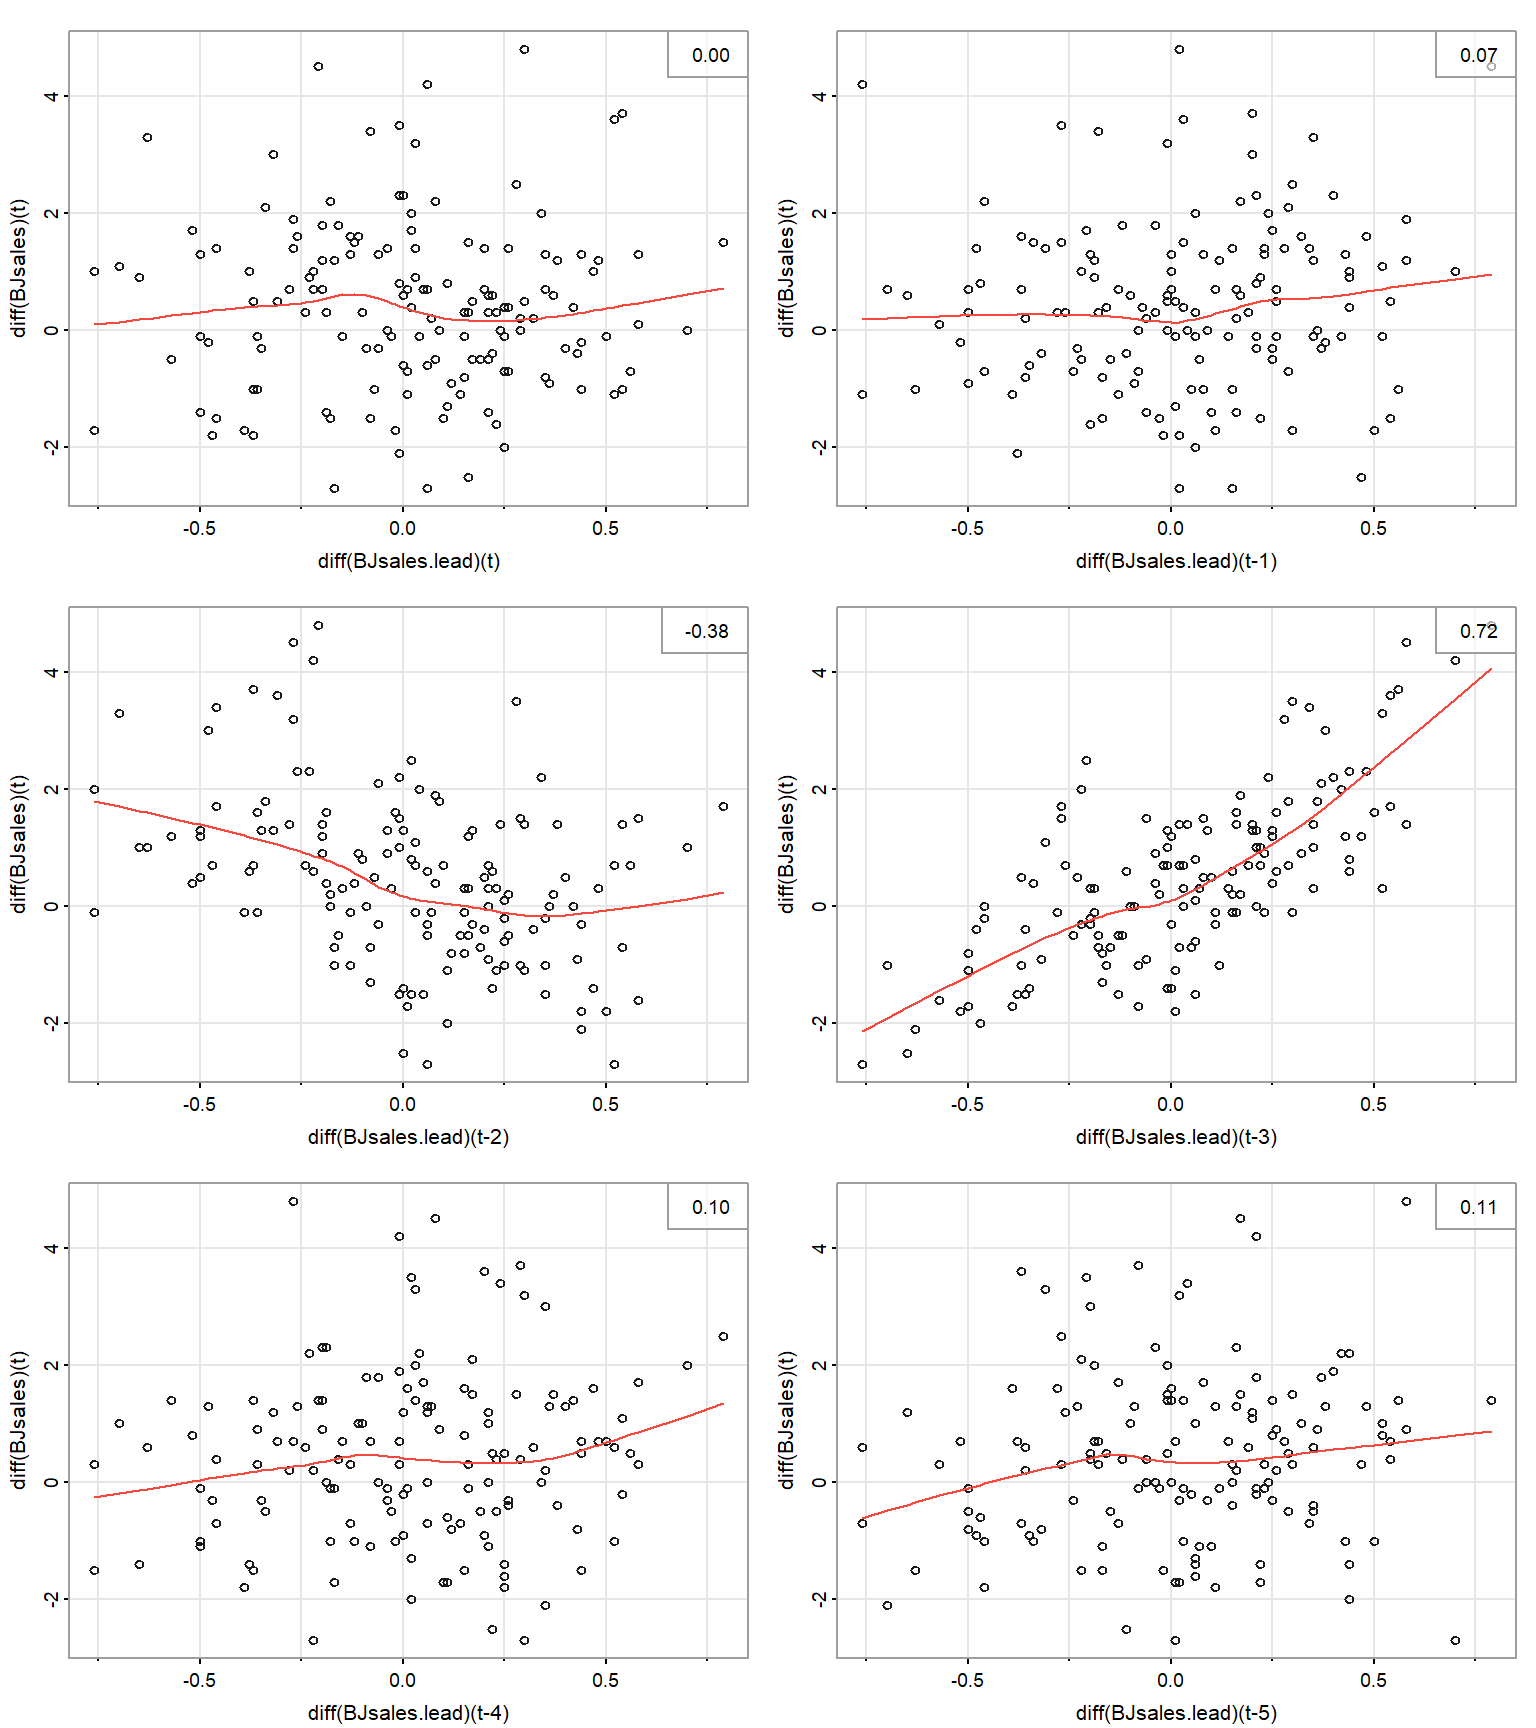 0.00
4
2
0
-2
diff(BJsales)(t)
-0.5 0.0 0.5
diff(BJsales.lead)(t)
0.07
4
2
0
-2
diff(BJsales)(t)
-0.5 0.0 0.5
diff(BJsales.lead)(t-1)
-0.38
4
2
0
-2
diff(BJsales)(t)
-0.5 0.0 0.5
diff(BJsales.lead)(t-2)
0.72
4
2
0
-2
diff(BJsales)(t)
-0.5 0.0 0.5
diff(BJsales.lead)(t-3)
0.10
4
2
0
-2
diff(BJsales)(t)
-0.5 0.0 0.5
diff(BJsales.lead)(t-4)
0.11
4
2
0
-2
diff(BJsales)(t)
-0.5 0.0 0.5
diff(BJsales.lead)(t-5)